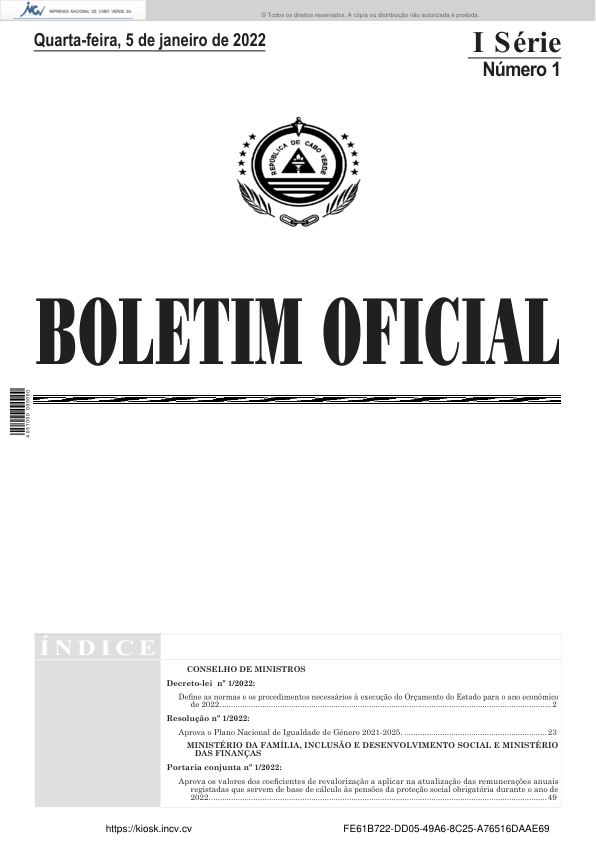 INCV IMPRENSA NACIONAL DE CABO VERDE, SA
© Todos os direitos reservados. A cópia ou distribuição não autorizada é proibida.
Quarta-feira, 5 de janeiro de 2022
I Série
Número 1
REPÚBLICA DE CABO VERDE
BOLETIM OFICIAL
ÍNDICE
CONSELHO DE MINISTROS
Decreto-lei nº 1/2022:
Define as normas e os procedimentos necessários à execução do Orçamento do Estado para o ano económico
de 2022. ........ 2
Resolução nº 1/2022:
Aprova o Plano Nacional de Igualdade de Género 2021-2025. ........ 23
MINISTÉRIO DA FAMÍLIA, INCLUSÃO E DESENVOLVIMENTO SOCIAL E MINISTÉRIO
DAS FINANÇAS
Portaria conjunta nº 1/2022:
Aprova os valores dos coeficientes de revalorização a aplicar na atualização das remunerações anuais
registadas que servem de base de cálculo às pensões da proteção social obrigatória durante o ano de
2022. ........ 49
https://kiosk.incv.cv
FE61B722-DD05-49A6-8C25-A76516DAAE69